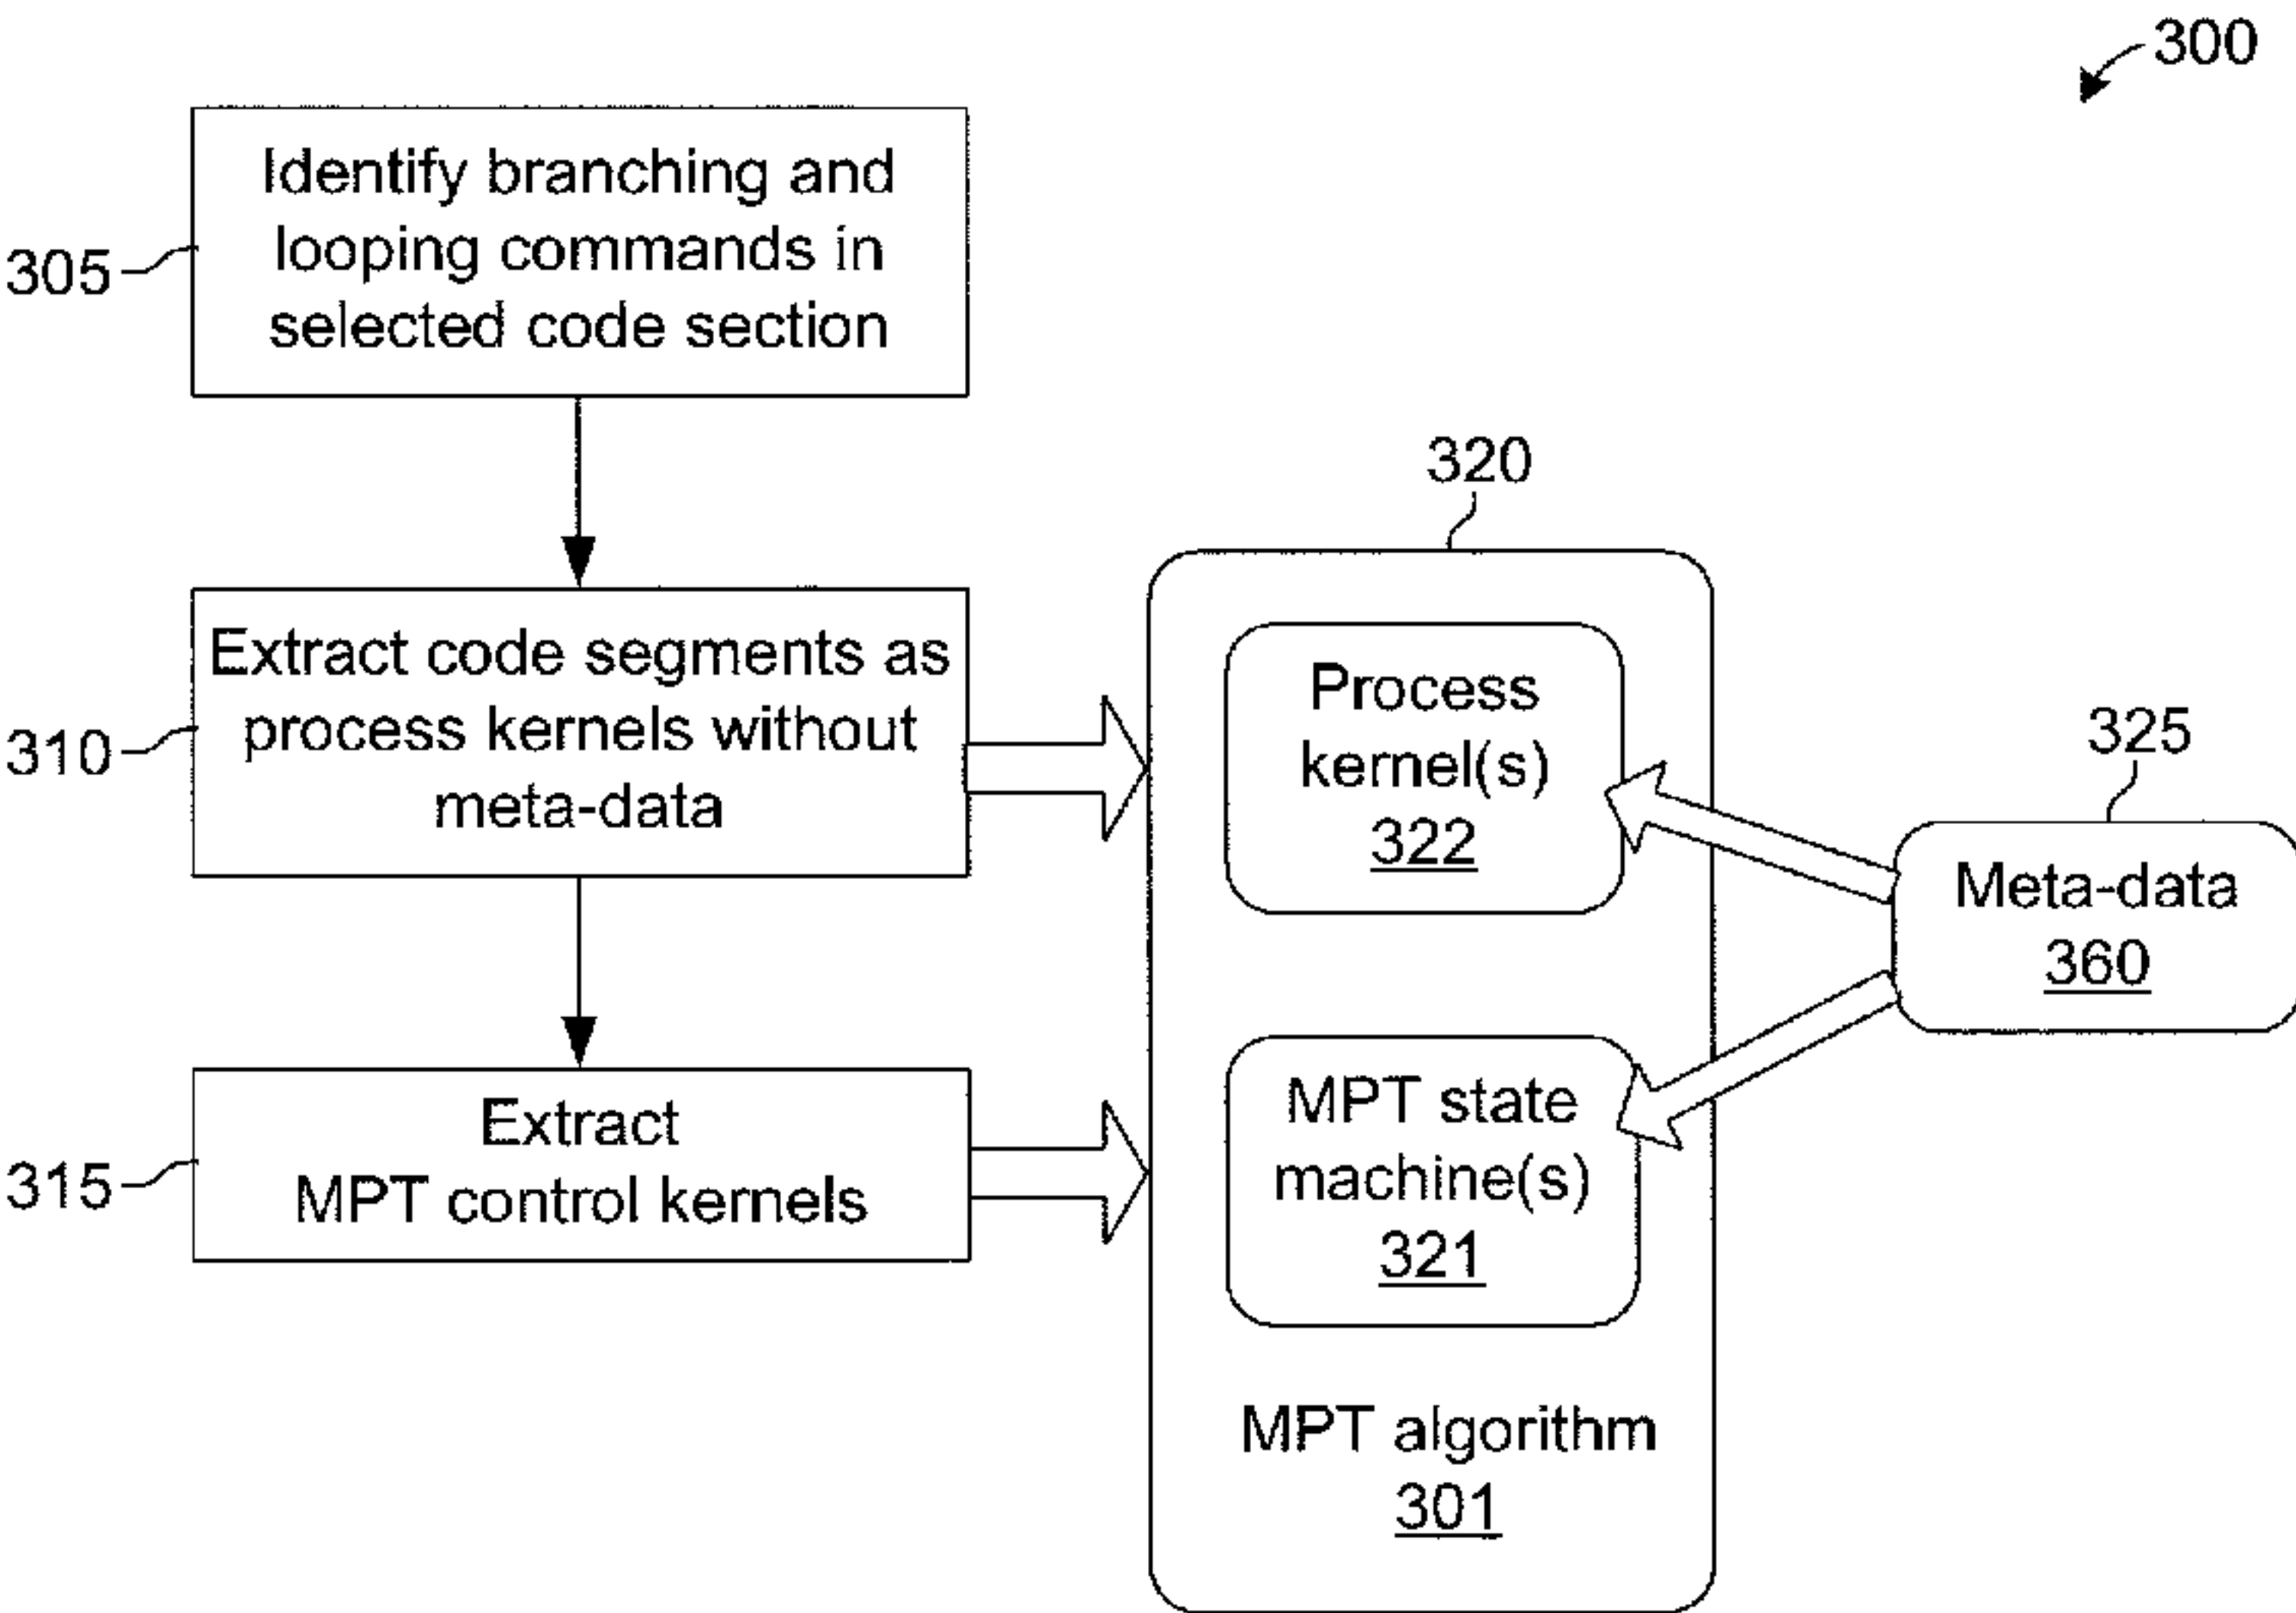 300
305
Identify branching and
looping commands in
selected code section
310
Extract code segments as
process kernels without
meta-data
315
Extract
MPT control kernels
320
Process
kernel(s)
322
MPT state
machine(s)
321
MPT algorithm
301
325
Meta-data
360